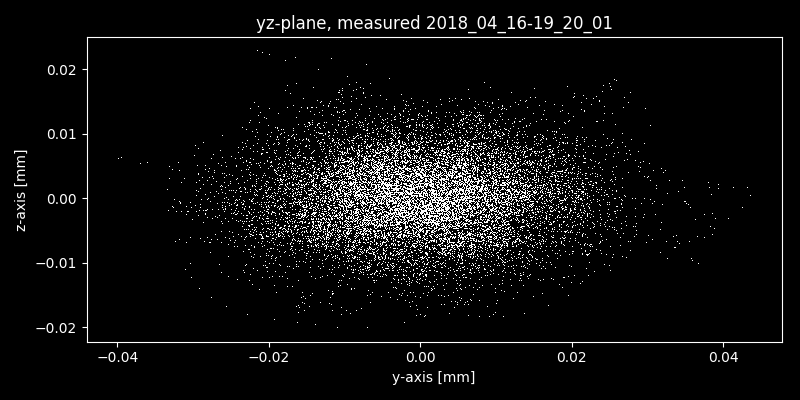 yz-plane, measured 2018_04_16-19_20_01
0.02
0.01
0.00
−0.01
−0.02
z-axis [mm]
−0.04 −0.02 0.00 0.02 0.04
y-axis [mm]